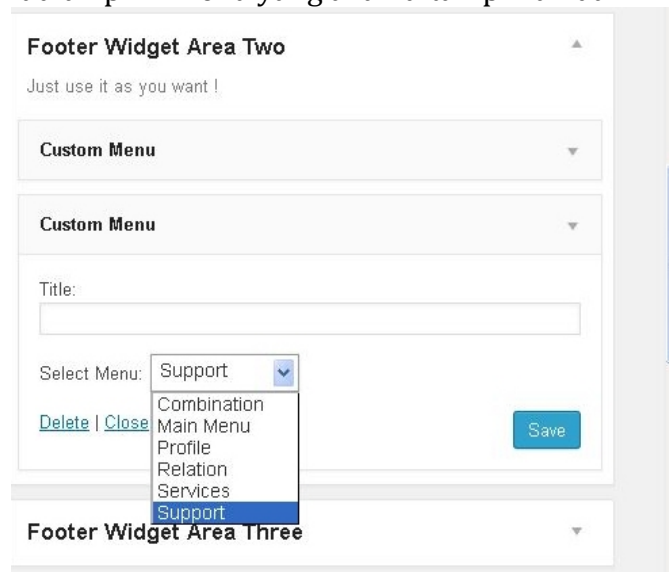 Footer Widget Area Two
Just use it as you want !
Custom Menu
Custom Menu
Title:
Select Menu: Support
Combination
Delete | Close Main Menu Save
Profile
Relation
Services
Support
Footer Widget Area Three